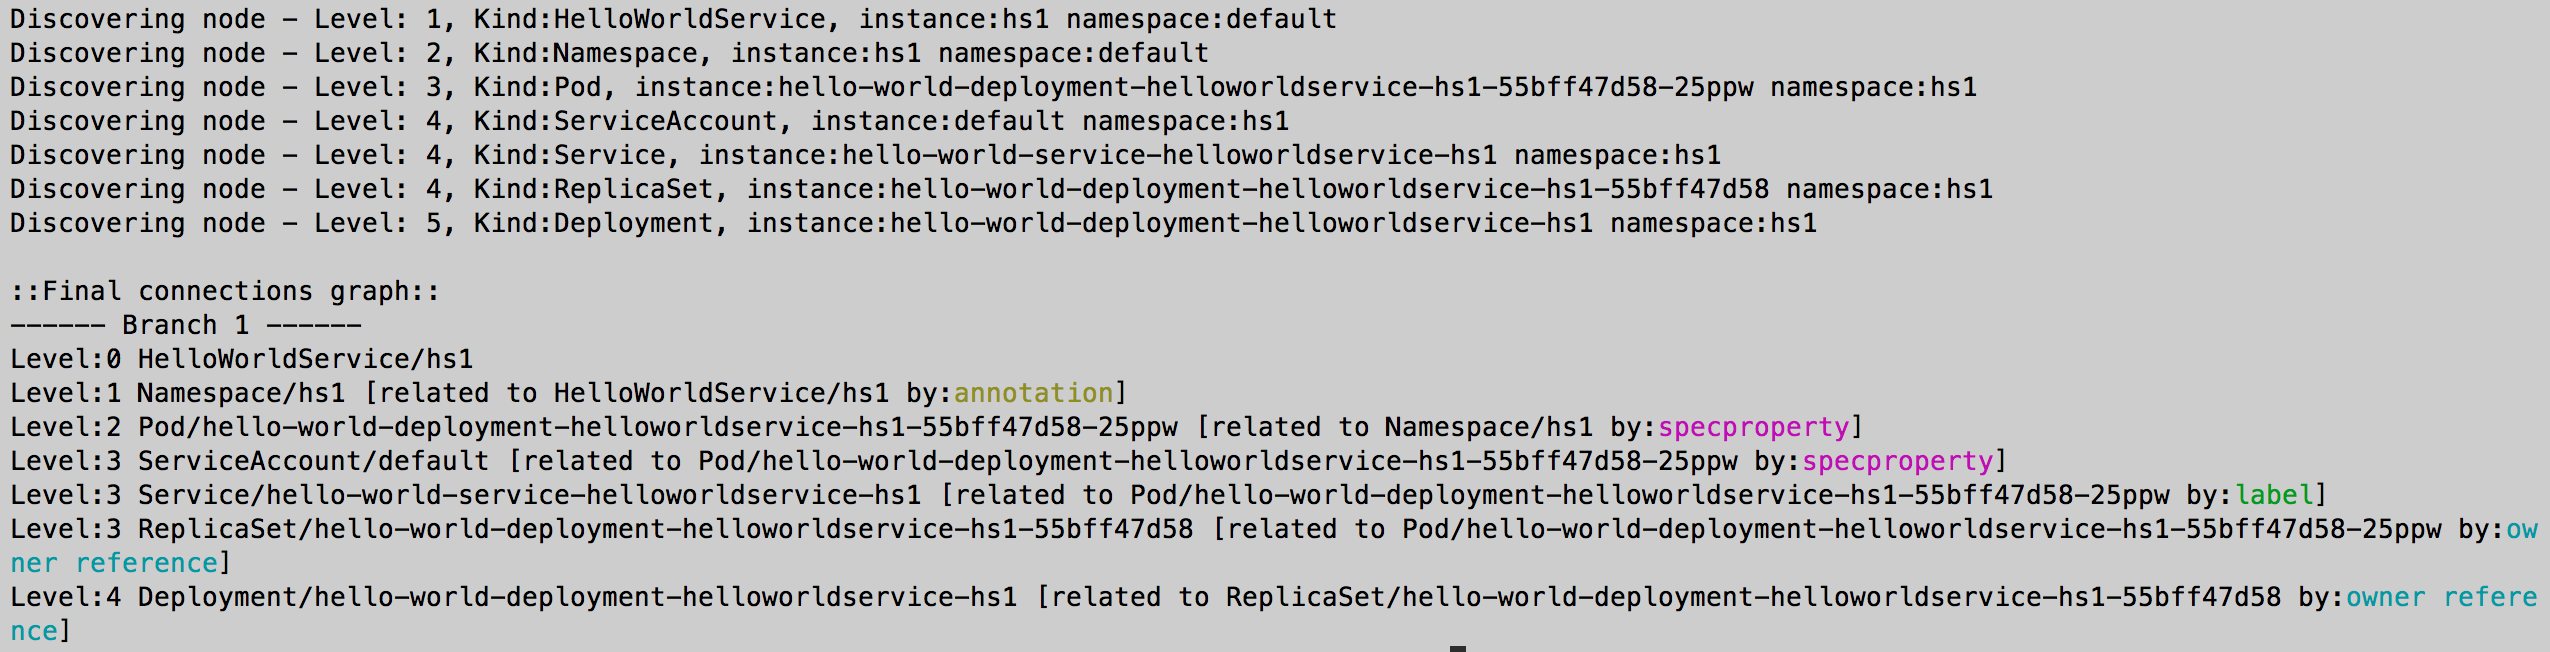 Discovering node - Level: 1, Kind:HelloWorldService, instance:hs1 namespace:default
Discovering node - Level: 2, Kind:Namespace, instance:hs1 namespace:default
Discovering node - Level: 3, Kind:Pod, instance:hello-world-deployment-helloworldservice-hs1-55bff47d58-25ppw namespace:hs1
Discovering node - Level: 4, Kind:ServiceAccount, instance:default namespace:hs1
Discovering node - Level: 4, Kind:Service, instance:hello-world-service-helloworldservice-hs1 namespace:hs1
Discovering node - Level: 4, Kind:ReplicaSet, instance:hello-world-deployment-helloworldservice-hs1-55bff47d58 namespace:hs1
Discovering node - Level: 5, Kind:Deployment, instance:hello-world-deployment-helloworldservice-hs1 namespace:hs1
::Final connections graph::
------ Branch 1 ------
Level:0 HelloWorldService/hs1
Level:1 Namespace/hs1 [related to HelloWorldService/hs1 by:annotation]
Level:2 Pod/hello-world-deployment-helloworldservice-hs1-55bff47d58-25ppw [related to Namespace/hs1 by:specproperty]
Level:3 ServiceAccount/default [related to Pod/hello-world-deployment-helloworldservice-hs1-55bff47d58-25ppw by:specproperty]
Level:3 Service/hello-world-service-helloworldservice-hs1 [related to Pod/hello-world-deployment-helloworldservice-hs1-55bff47d58-25ppw by:label]
Level:3 ReplicaSet/hello-world-deployment-helloworldservice-hs1-55bff47d58 [related to Pod/hello-world-deployment-helloworldservice-hs1-55bff47d58-25ppw by:ow
ner reference]
Level:4 Deployment/hello-world-deployment-helloworldservice-hs1 [related to ReplicaSet/hello-world-deployment-helloworldservice-hs1-55bff47d58 by:owner refere
nce]